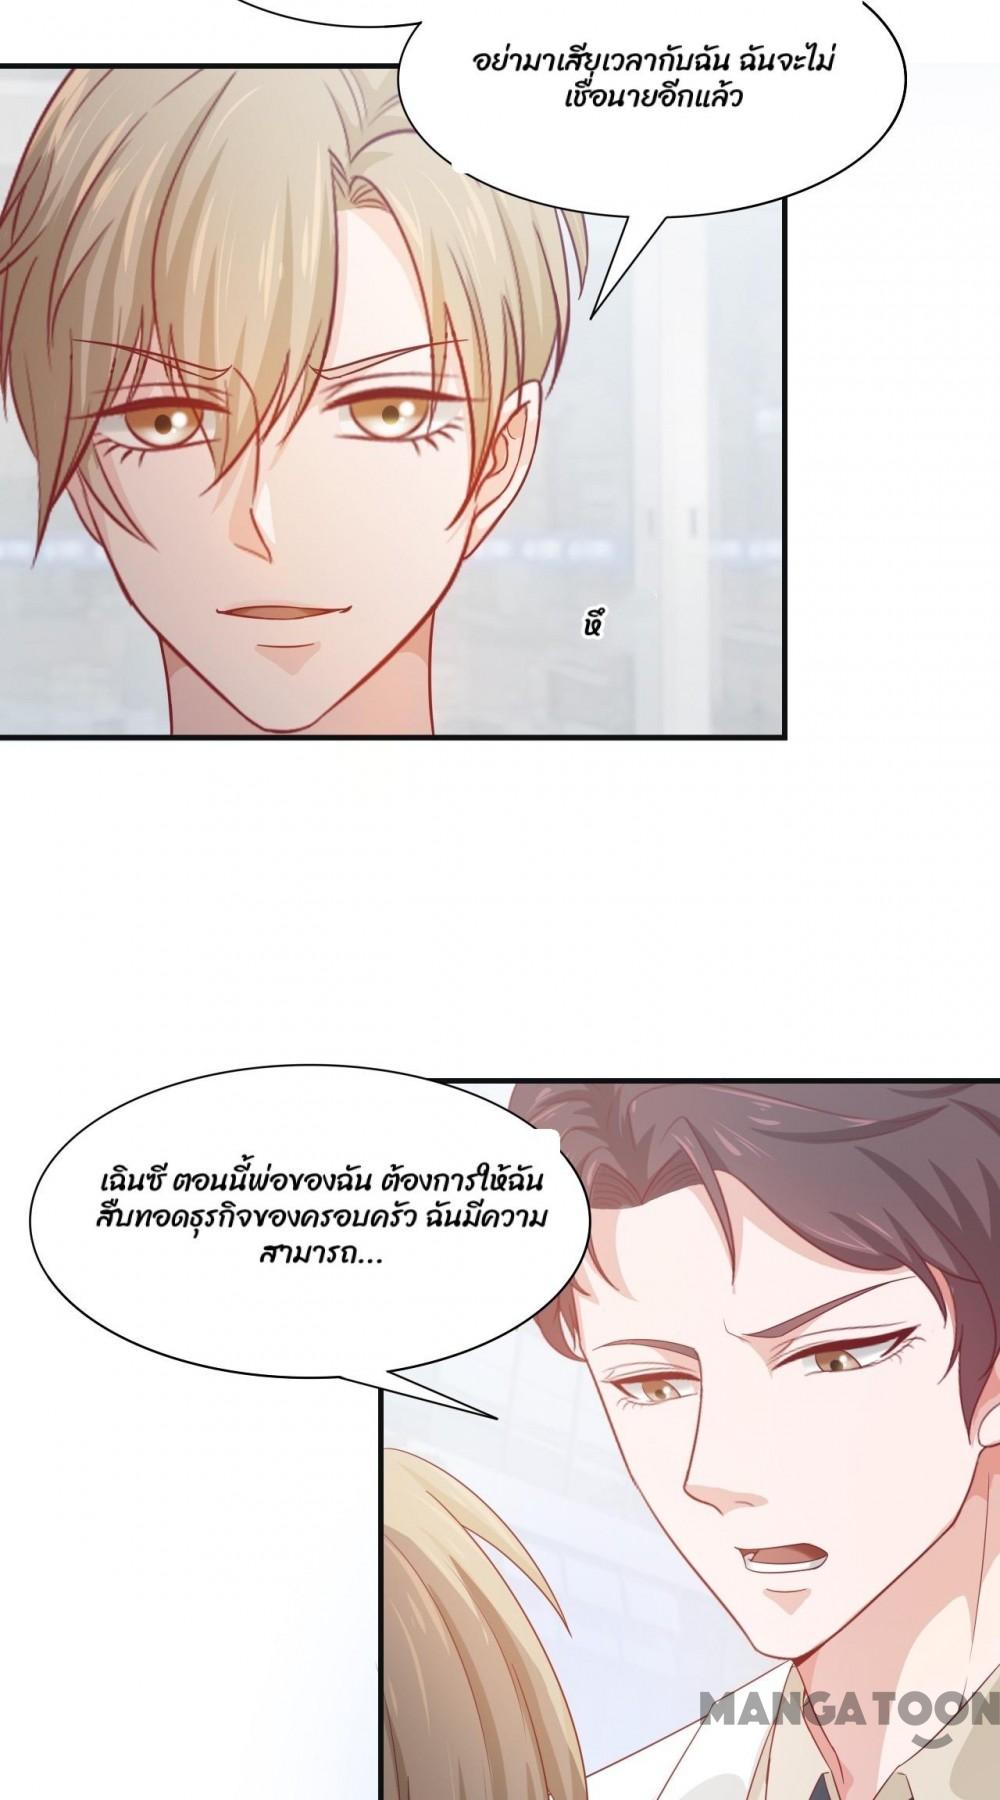 อย่ามาเสียเวลากับฉัน ฉันจะไม่
เชื่อนายอีกแล้ว
หึ
เฉินซี ตอนนี้พ่อของฉัน ต้องการให้ฉัน
สืบทอดธุรกิจของครอบครัว ฉันมีความ
สามารถ...
MANGATOON